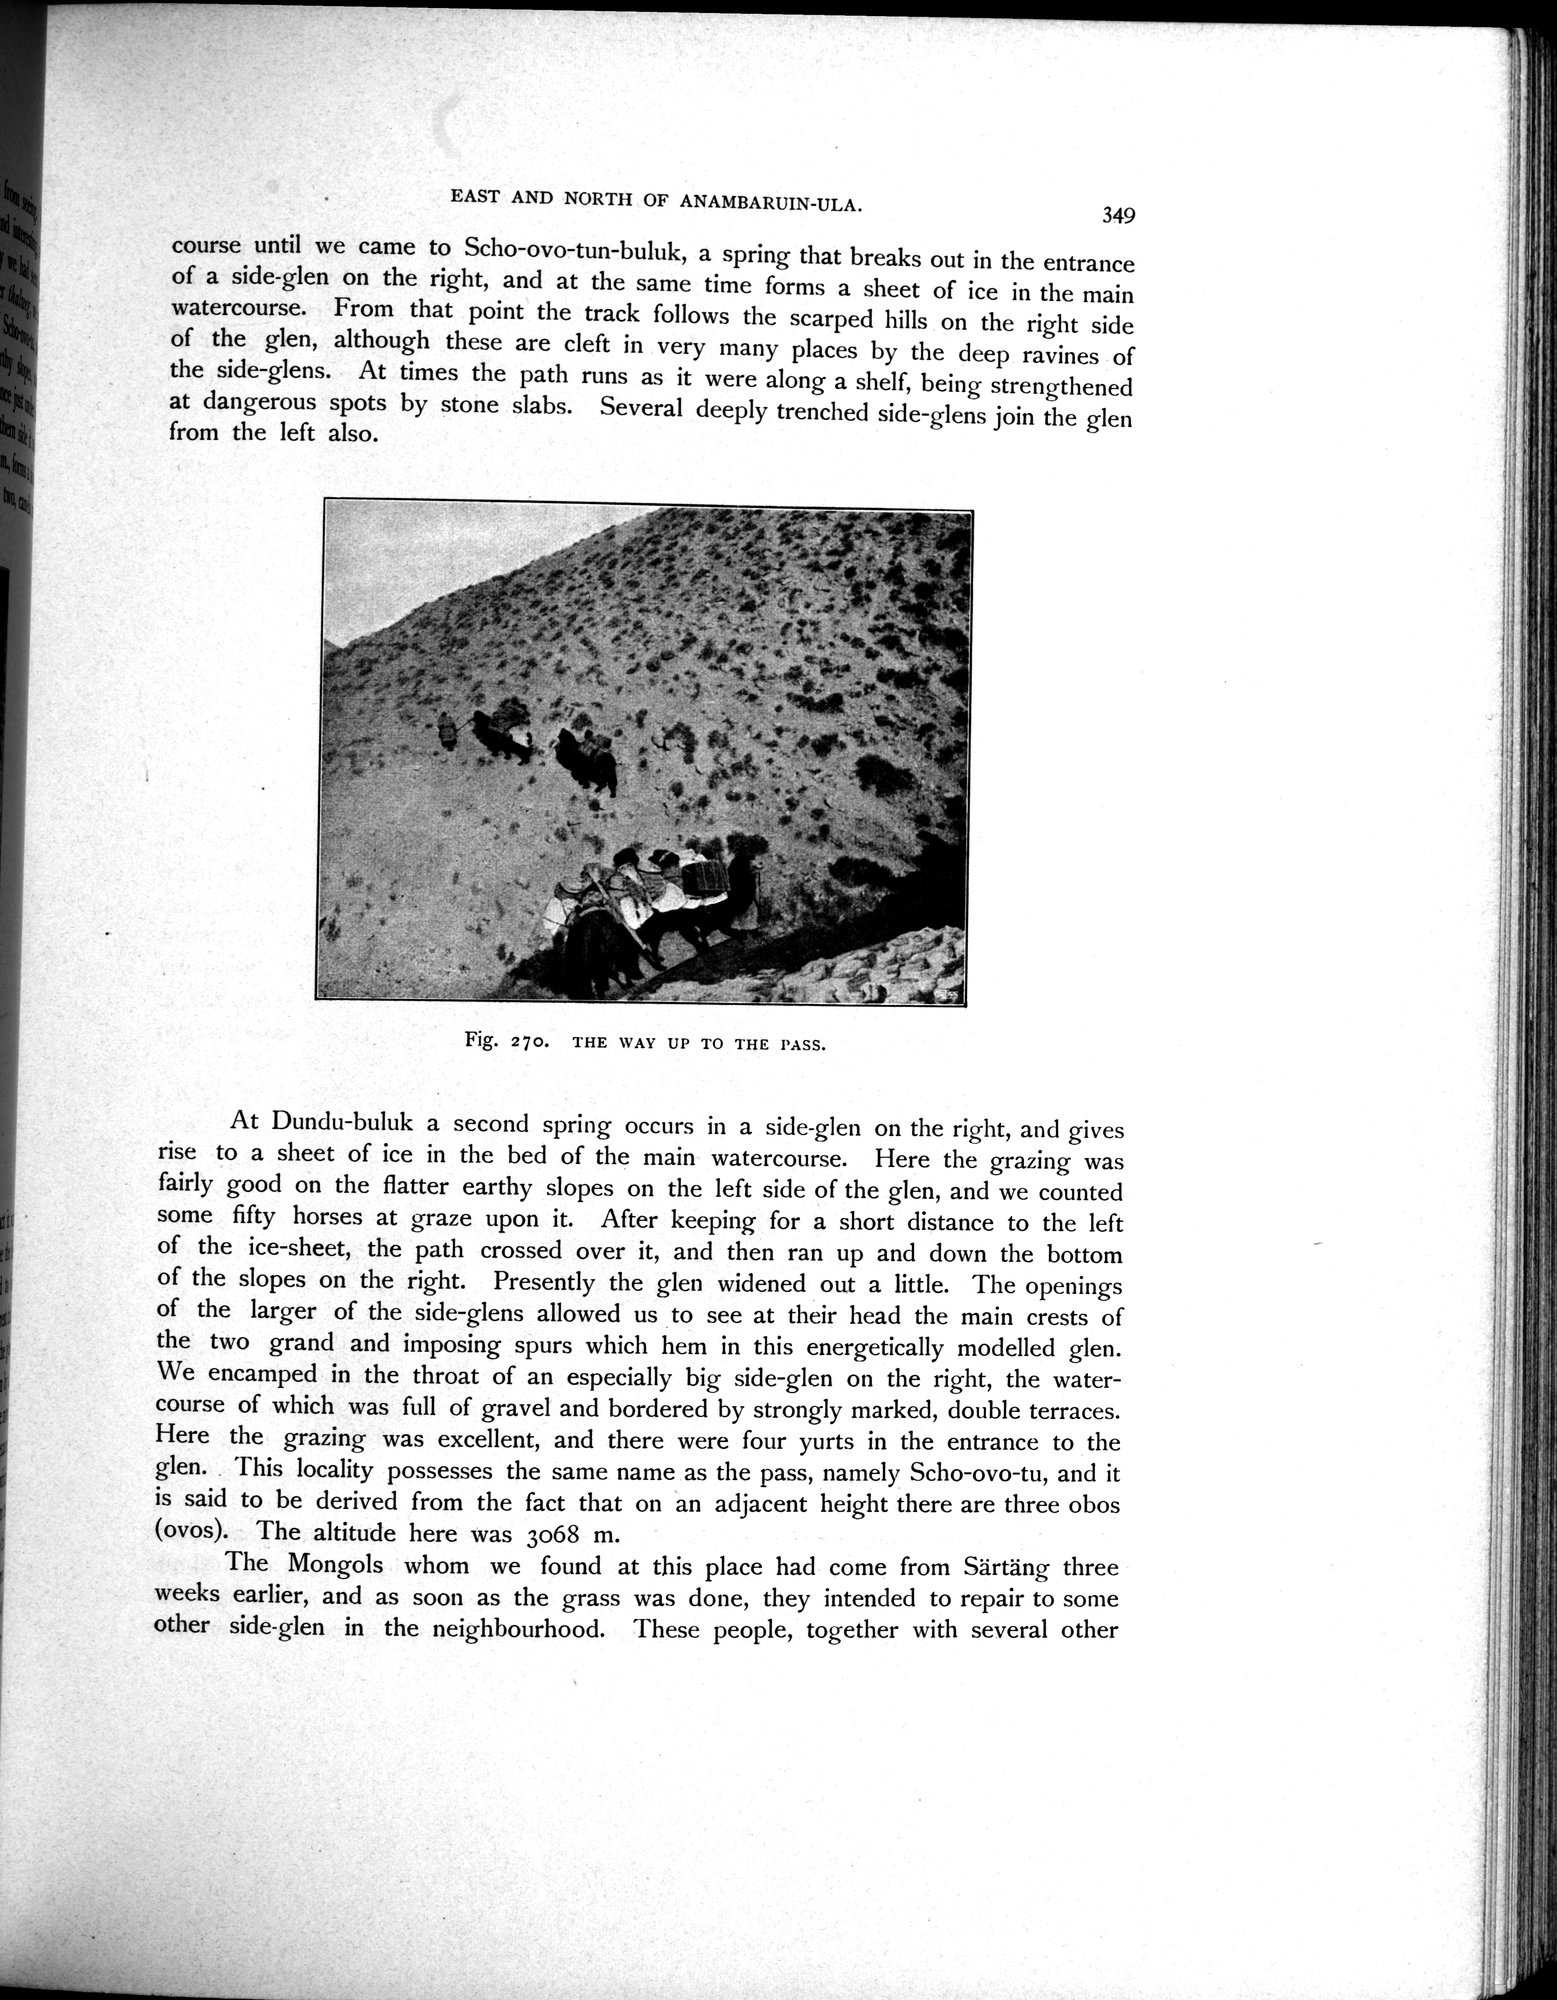 EAST AND NORTH OF ANAMBARUIN-ULA.
349
course until we came to Scho-ovo-tun-buluk, a spring that breaks out in the entrance
of a side-glen on the right, and at the same time forms a sheet of ice in the main
watercourse. From that point the track follows the scarped hills on the right side
of the glen, although these are cleft in very many places by the deep ravines of
the side-glens. At times the path runs as it were along a shelf, being strengthened
at dangerous spots by stone slabs. Several deeply trenched side-glens join the glen
from the left also.
Fig. 270. THE WAY UP TO THE PASS.
At Dundu-buluk a second spring occurs in a side-glen on the right, and gives
rise to a sheet of ice in the bed of the main watercourse. Here the grazing was
fairly good on the flatter earthy slopes on the left side of the glen, and we counted
some fifty horses at graze upon it. After keeping for a short distance to the left
of the ice-sheet, the path crossed over it, and then ran up and down the bottom
of the slopes on the right. Presently the glen widened out a little. The openings
of the larger of the side-glens allowed us to see at their head the main crests of
the two grand and imposing spurs which hem in this energetically modelled glen.
We encamped in the throat of an especially big side-glen on the right, the water-
course of which was full of gravel and bordered by strongly marked, double terraces.
Here the grazing was excellent, and there were four yurts in the entrance to the
glen. This locality possesses the same name as the pass, namely Scho-ovo-tu, and it
is said to be derived from the fact that on an adjacent height there are three obos
(ovos). The altitude here was 3068 m.
The Mongols whom we found at this place had come from Särtäng three
weeks earlier, and as soon as the grass was done, they intended to repair to some
other side-glen in the neighbourhood. These people, together with several other